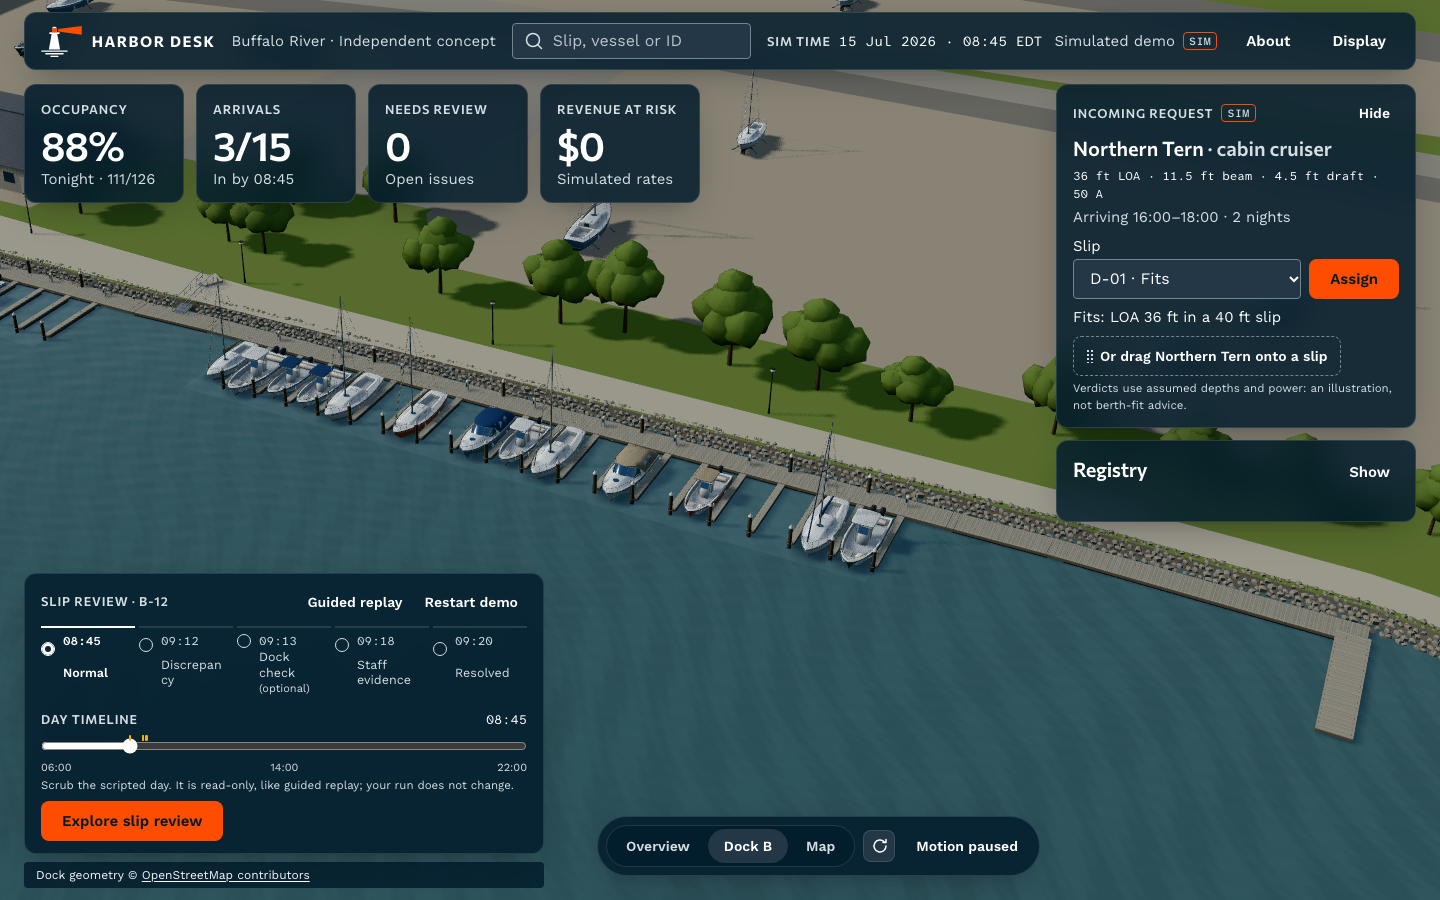 HARBOR DESK
Buffalo River · Independent concept
Slip, vessel or ID
SIM TIME 15 Jul 2026 · 08:45 EDT
Simulated demo SIM
About
Display
OCCUPANCY
88%
Tonight · 111/126
ARRIVALS
3/15
In by 08:45
NEEDS REVIEW
0
Open issues
REVENUE AT RISK
$0
Simulated rates
INCOMING REQUEST SIM
Hide
Northern Tern · cabin cruiser
36 ft LOA · 11.5 ft beam · 4.5 ft draft ·
50 A
Arriving 16:00–18:00 · 2 nights
Slip
D-01 · Fits
Assign
Fits: LOA 36 ft in a 40 ft slip
Or drag Northern Tern onto a slip
Verdicts use assumed depths and power: an illustration,
not berth-fit advice.
Registry
Show
SLIP REVIEW · B-12
Guided replay
Restart demo
08:45
Normal
09:12
Discrepan
cy
09:13
Dock
check
(optional)
09:18
Staff
evidence
09:20
Resolved
DAY TIMELINE
08:45
06:00
14:00
22:00
Scrub the scripted day. It is read-only, like guided replay; your run does not change.
Explore slip review
Dock geometry © OpenStreetMap contributors
Overview
Dock B
Map
Motion paused